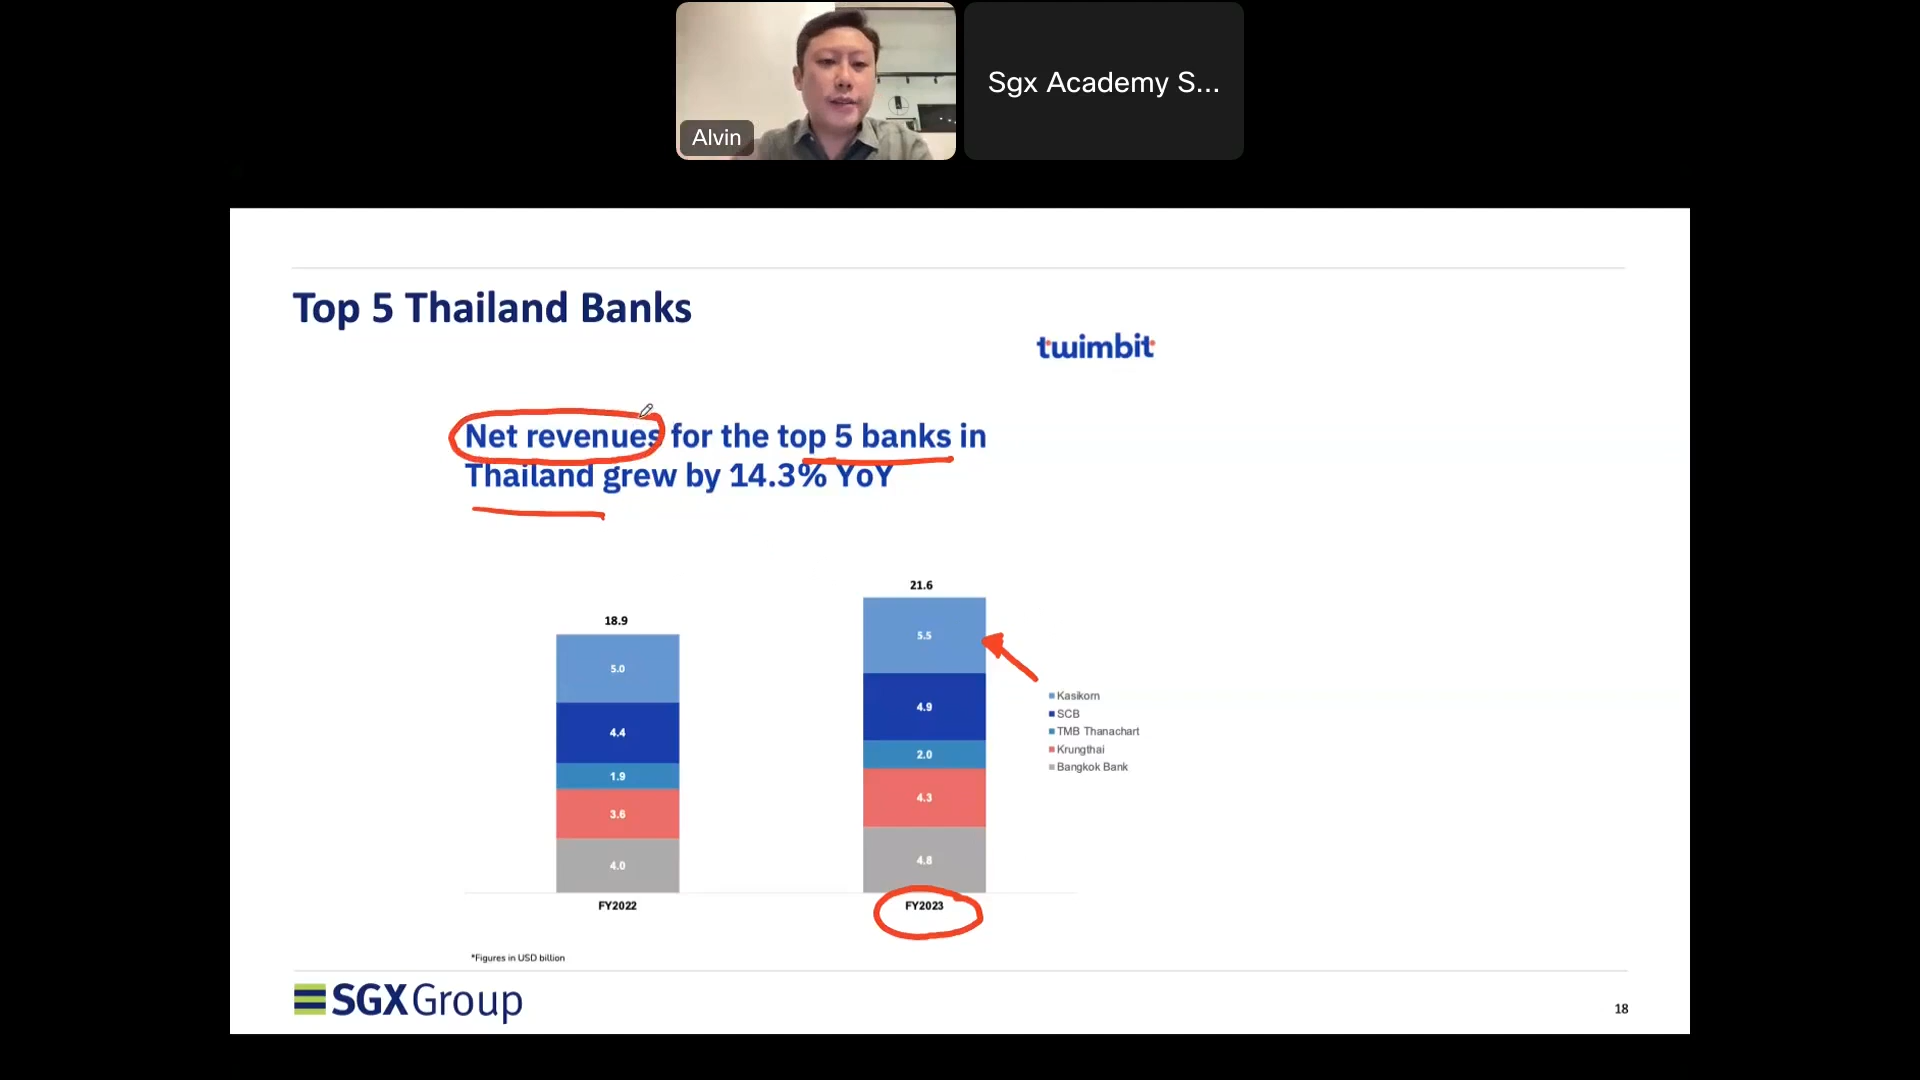 Alvin
Sgx Academy S...
Top 5 Thailand Banks
twimbit
Net revenues for the top 5 banks in
Thailand grew by 14.3% YoY
18.9
5.0
4.4
1.9
3.6
4.0
FY2022
21.6
5.5
4.9
2.0
4.3
4.8
FY2023
Kasikorn
SCB
TMB Thanachart
Krungthai
Bangkok Bank
*Figures in USD billion
SGX Group
18